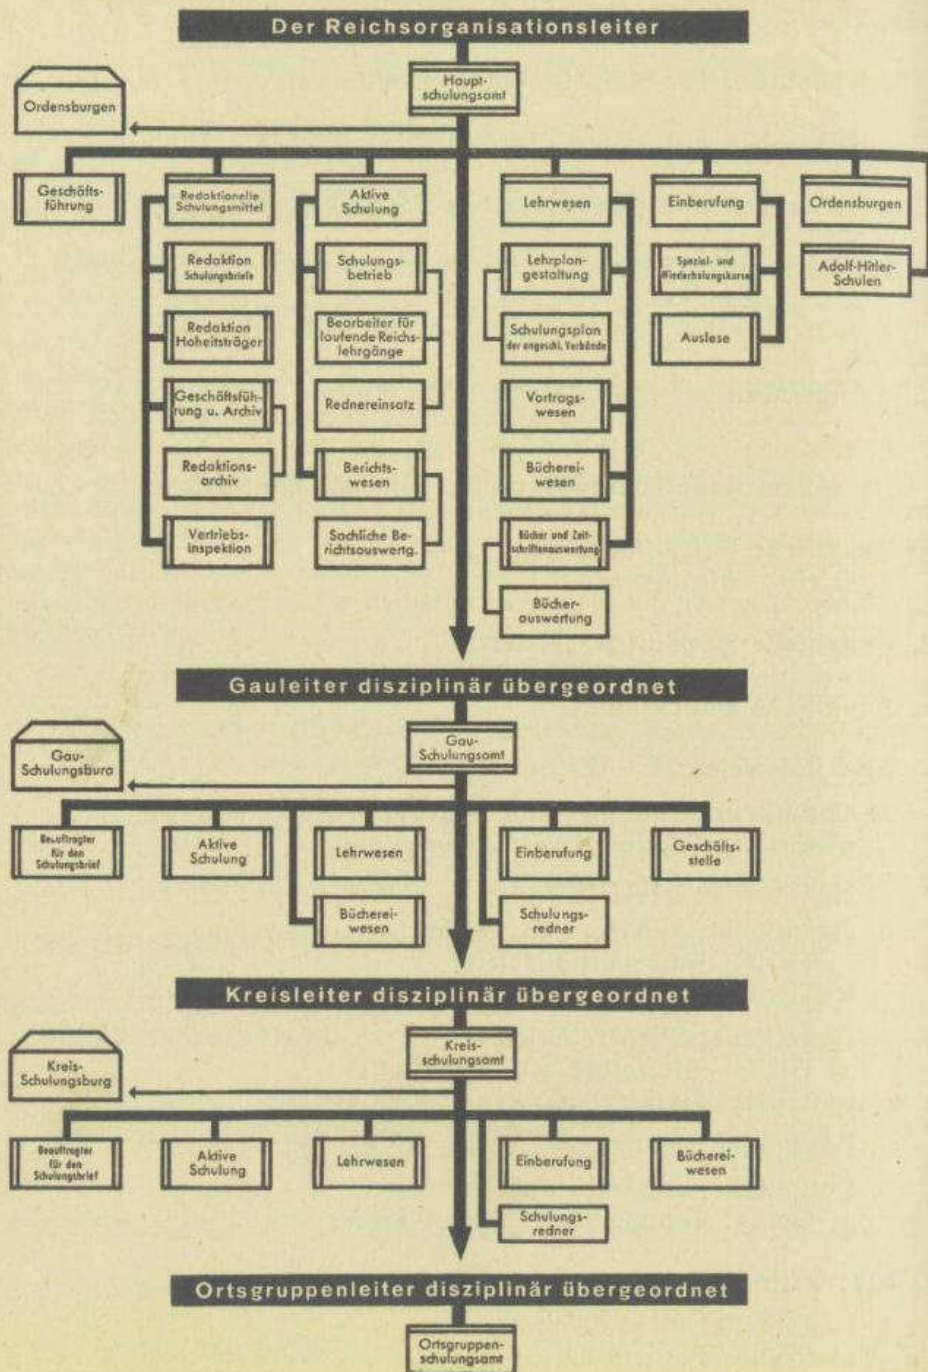 Der Reichsorganisationsleiter
Haupt-
schulungsamt
Ordensburgen
Geschäfts-
führung
Redaktionelle
Schulungsmittel
Aktive
Schulung
Lehrwesen
Einberufung
Ordensburgen
Redaktion
Schulungsbriefe
Schulungs-
betrieb
Lehrplan-
gestaltung
Spezial- und
Wiederholungskurse
Adolf-Hitler-
Schulen
Redaktion
Hoheitsträger
Bearbeiter für
laufende Reichs-
lehrgänge
Schulungsplan
der angeschl. Verbände
Auslese
Geschäftsfüh-
rung u. Archiv
Rednereinsatz
Vortrags-
wesen
Redaktions-
archiv
Berichts-
wesen
Bücherei-
wesen
Vertriebs-
inspektion
Sachliche Be-
richtsauswertg.
Bücher und Zeit-
schriftenauswertung
Bücher-
auswertung
Gauleiter disziplinär übergeordnet
Gau-
Schulungsamt
Gau-
Schulungsburg
Beauftragter
für den
Schulungsbrief
Aktive
Schulung
Lehrwesen
Einberufung
Geschäfts-
stelle
Bücherei-
wesen
Schulungs-
redner
Kreisleiter disziplinär übergeordnet
Kreis-
schulungsamt
Kreis-
Schulungsburg
Beauftragter
für den
Schulungsbrief
Aktive
Schulung
Lehrwesen
Einberufung
Bücherei-
wesen
Schulungs-
redner
Ortsgruppenleiter disziplinär übergeordnet
Ortsgruppen-
schulungsamt